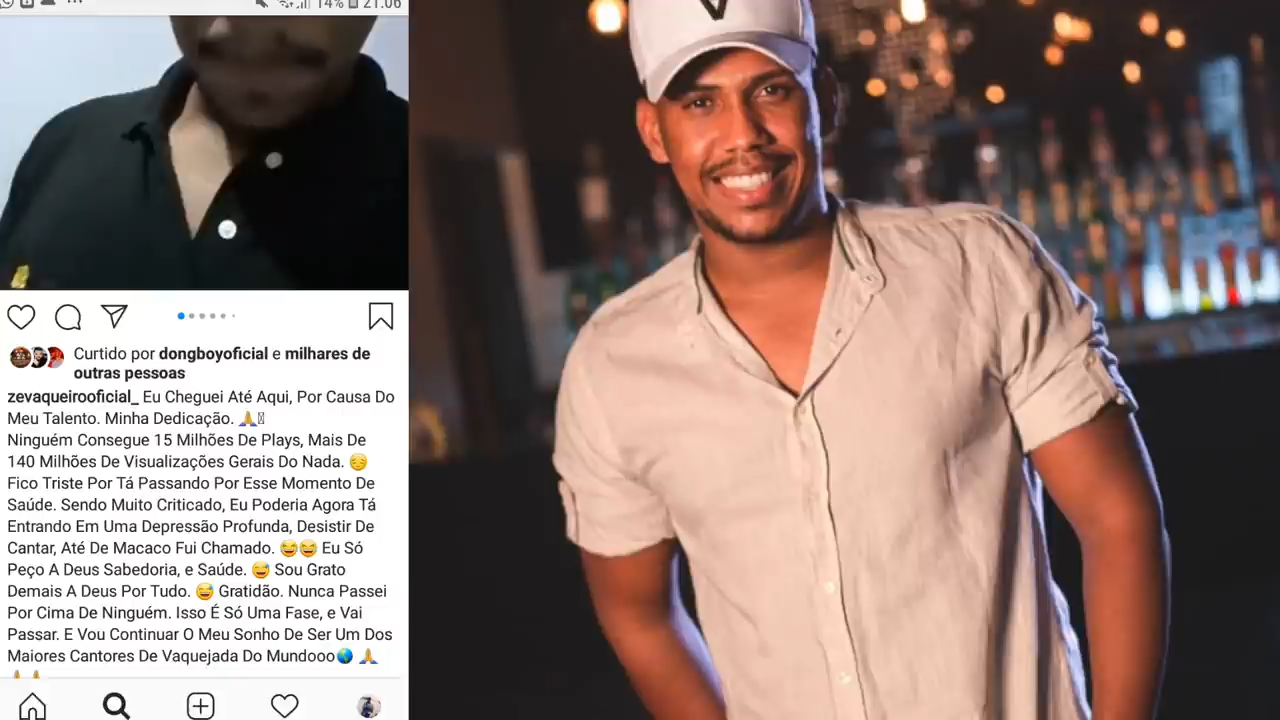 14% 21:06
Curtido por dongboyoficial e milhares de
outras pessoas
zevaqueirooficial_ Eu Cheguei Até Aqui, Por Causa Do
Meu Talento. Minha Dedicação. 🙏
Ninguém Consegue 15 Milhões De Plays, Mais De
140 Milhões De Visualizações Gerais Do Nada. 😔
Fico Triste Por Tá Passando Por Esse Momento De
Saúde. Sendo Muito Criticado, Eu Poderia Agora Tá
Entrando Em Uma Depressão Profunda, Desistir De
Cantar, Até De Macaco Fui Chamado. 😂😂 Eu Só
Peço A Deus Sabedoria, e Saúde. 😅 Sou Grato
Demais A Deus Por Tudo. 😅 Gratidão. Nunca Passei
Por Cima De Ninguém. Isso É Só Uma Fase, e Vai
Passar. E Vou Continuar O Meu Sonho De Ser Um Dos
Maiores Cantores De Vaquejada Do Mundooo🌎 🙏
V